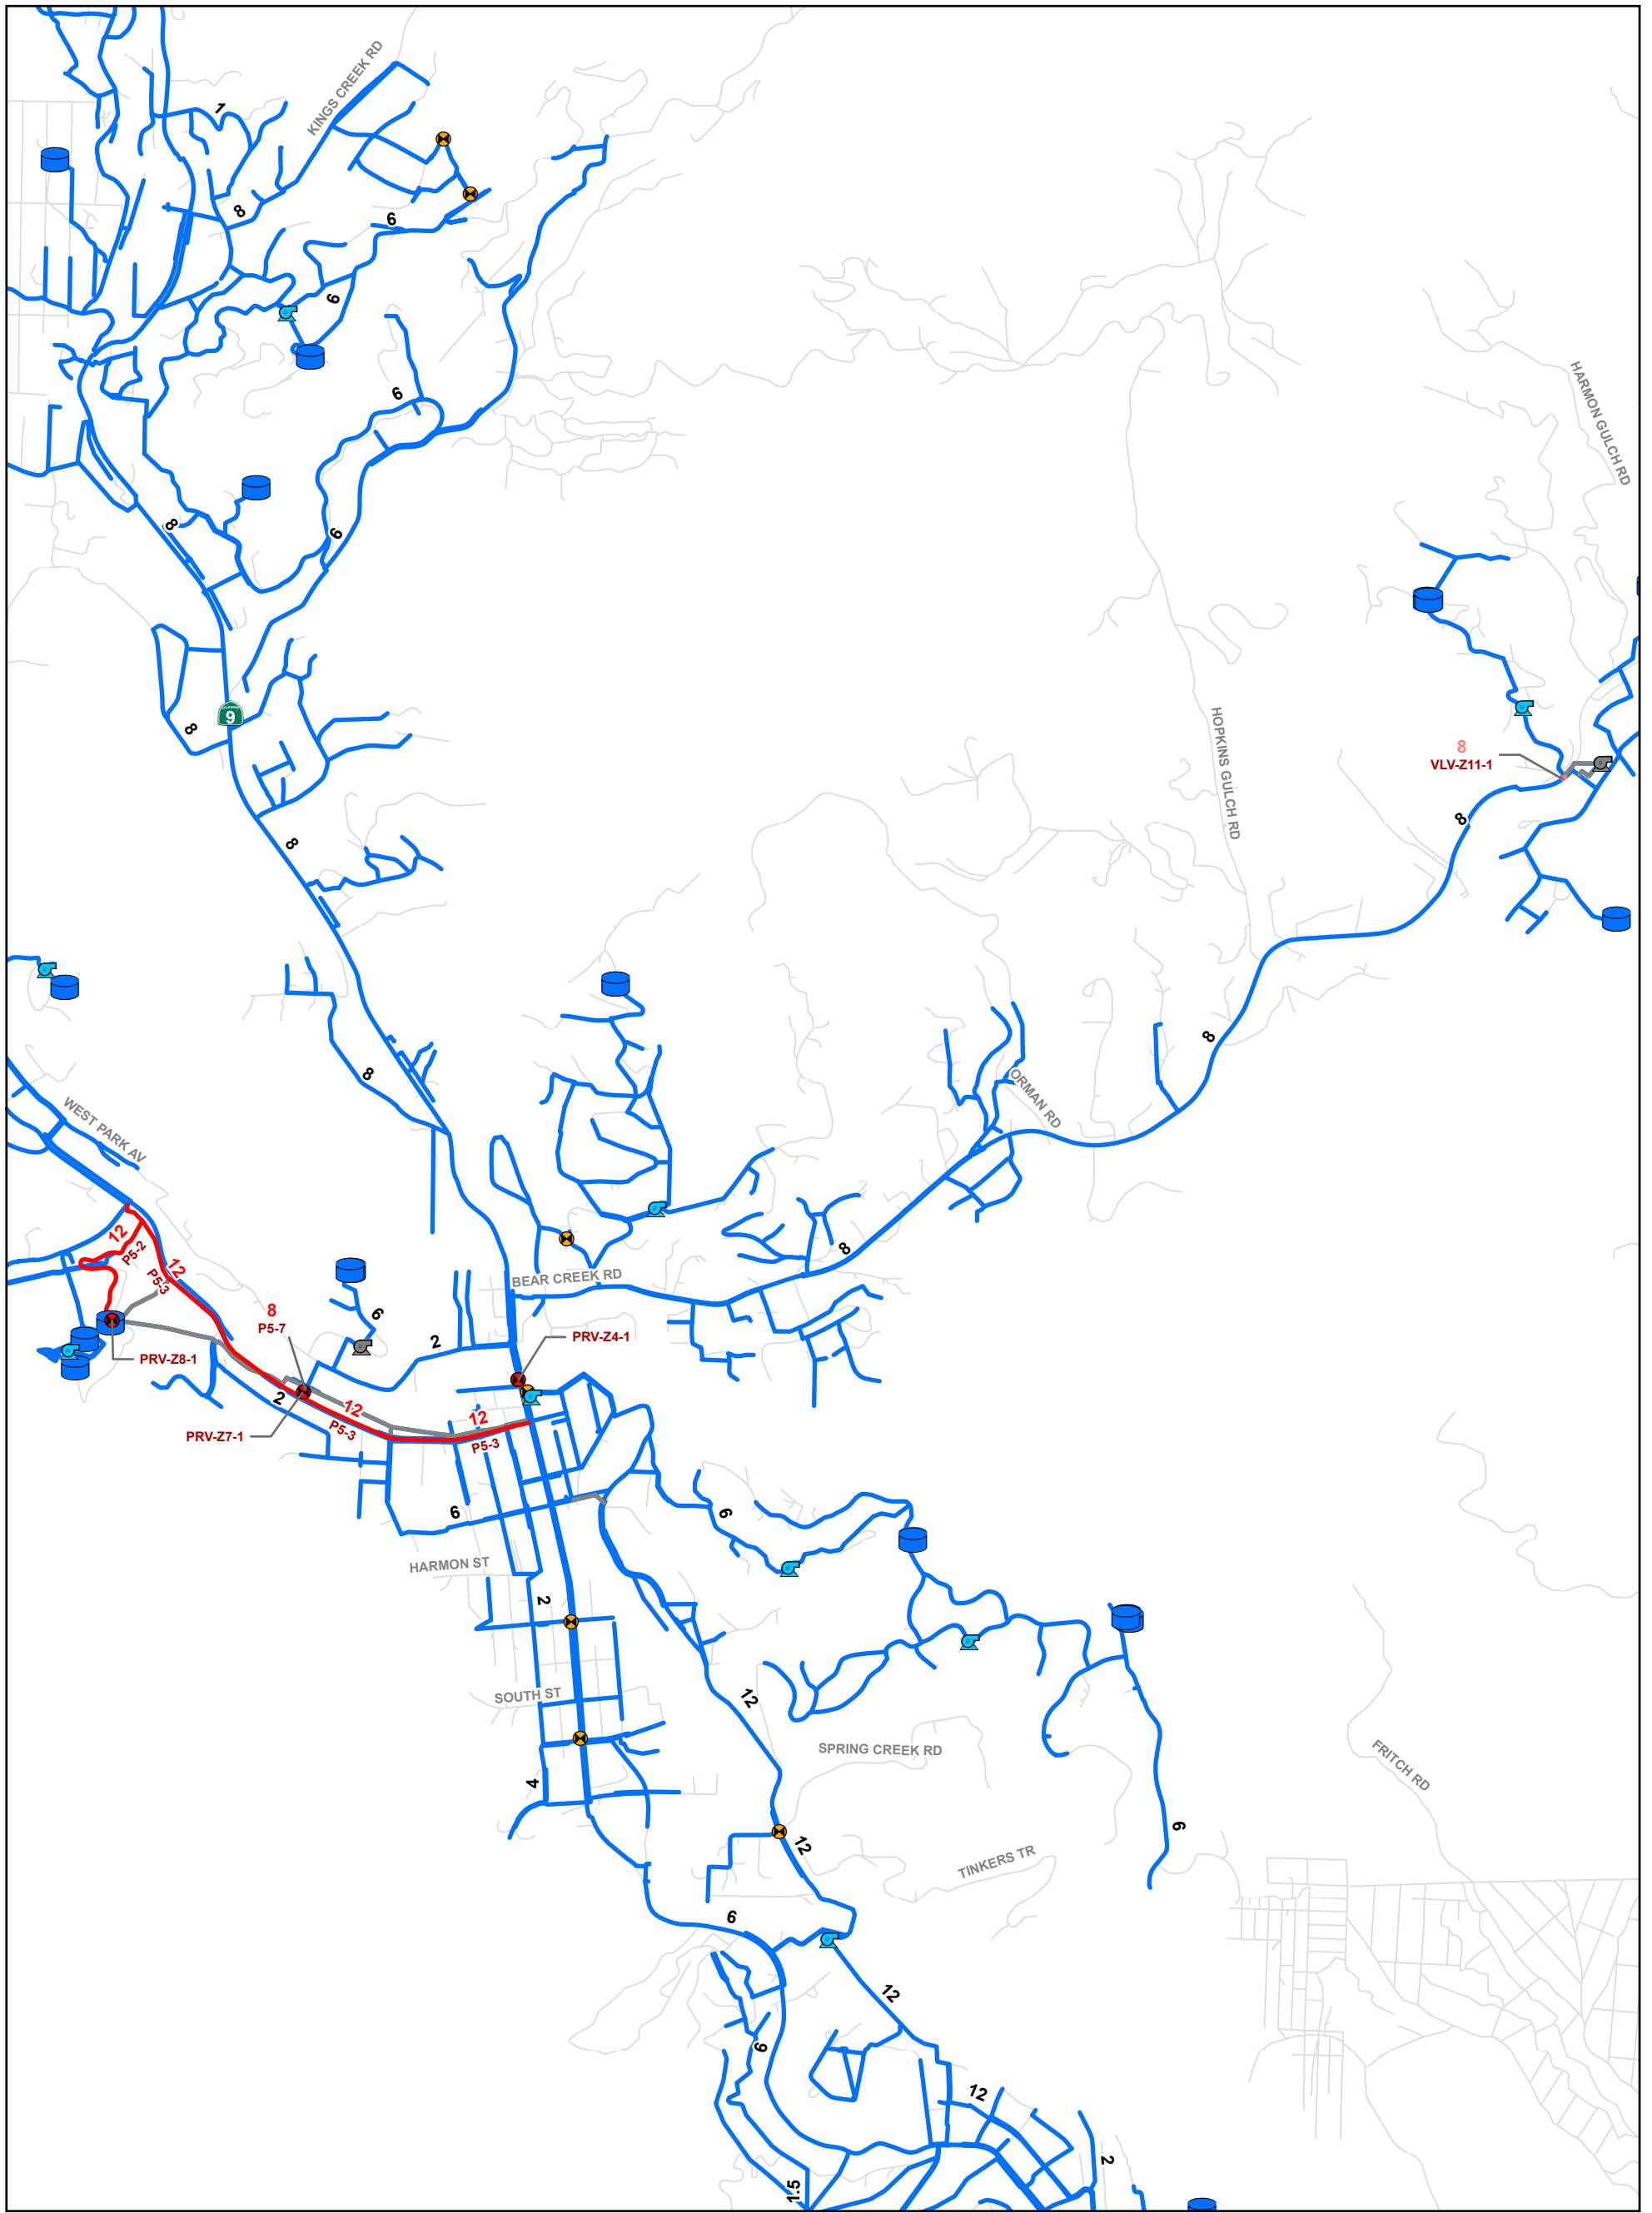 KINGS CREEK RD
1
8
6
6
HARMON GULCH RD
6
8
6
CALIFORNIA
9
8
HOPKINS GULCH RD
8
VLV-Z11-1
8
8
8
8
ORMAN RD
WEST PARK AV
12
P5-2
12
P5-3
8
BEAR CREEK RD
8
P5-7
6
2
PRV-Z4-1
PRV-Z8-1
2
12
P5-3
12
P5-3
PRV-Z7-1
6
6
HARMON ST
2
SOUTH ST
12
SPRING CREEK RD
FRITCH RD
4
12
6
TINKERS TR
6
12
6
12
2
1.5